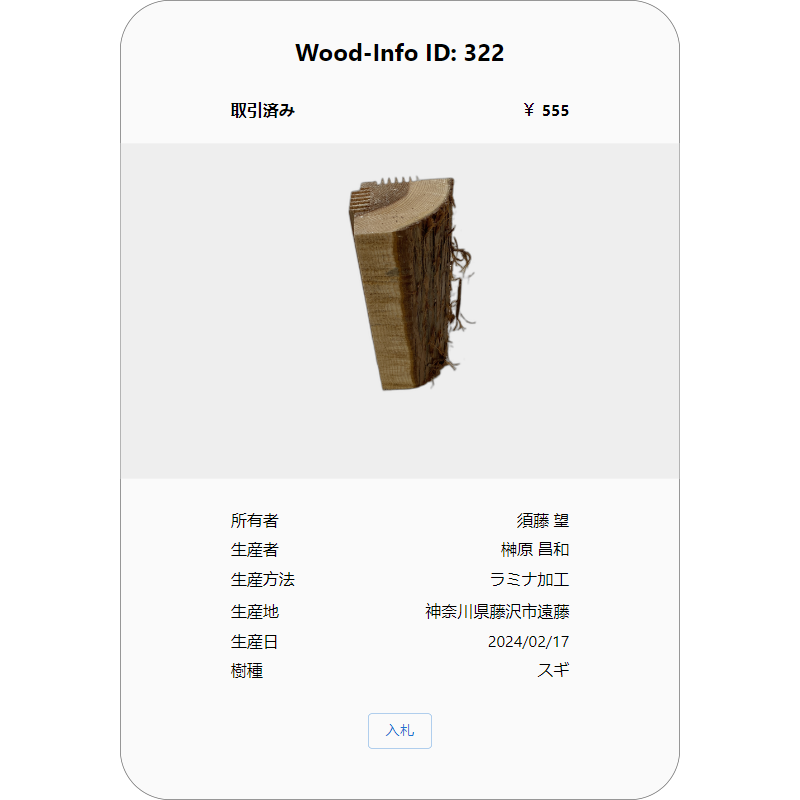 Wood-Info ID: 322
取引済み ￥ 555
所有者 須藤 望
生産者 榊原 昌和
生産方法 ラミナ加工
生産地 神奈川県藤沢市遠藤
生産日 2024/02/17
樹種 スギ
入札